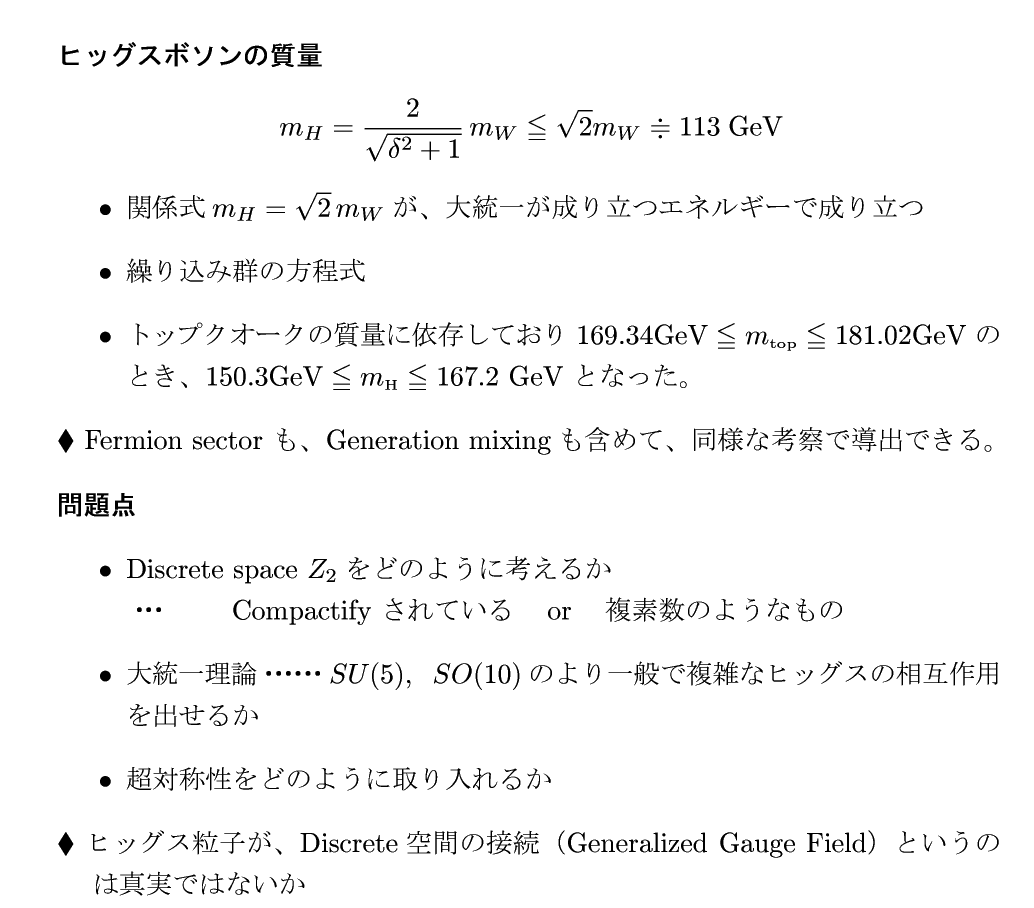 ヒッグスボソンの質量
m_H = \frac{2}{\sqrt{\delta^2+1}} m_W ≦ \sqrt{2}m_W ≒ 113 GeV
• 関係式 m_H = \sqrt{2} m_W が、大統一が成り立つエネルギーで成り立つ
• 繰り込み群の方程式
• トップクオークの質量に依存しており 169.34GeV ≦ m_top ≦ 181.02GeV の
とき、150.3GeV ≦ m_H ≦ 167.2 GeV となった。
♦ Fermion sector も、Generation mixing も含めて、同様な考察で導出できる。
問題点
• Discrete space Z_2 をどのように考えるか
… Compactify されている or 複素数のようなもの
• 大統一理論 …… SU(5), SO(10) のより一般で複雑なヒッグスの相互作用
を出せるか
• 超対称性をどのように取り入れるか
♦ ヒッグス粒子が、Discrete 空間の接続（Generalized Gauge Field）というの
は真実ではないか